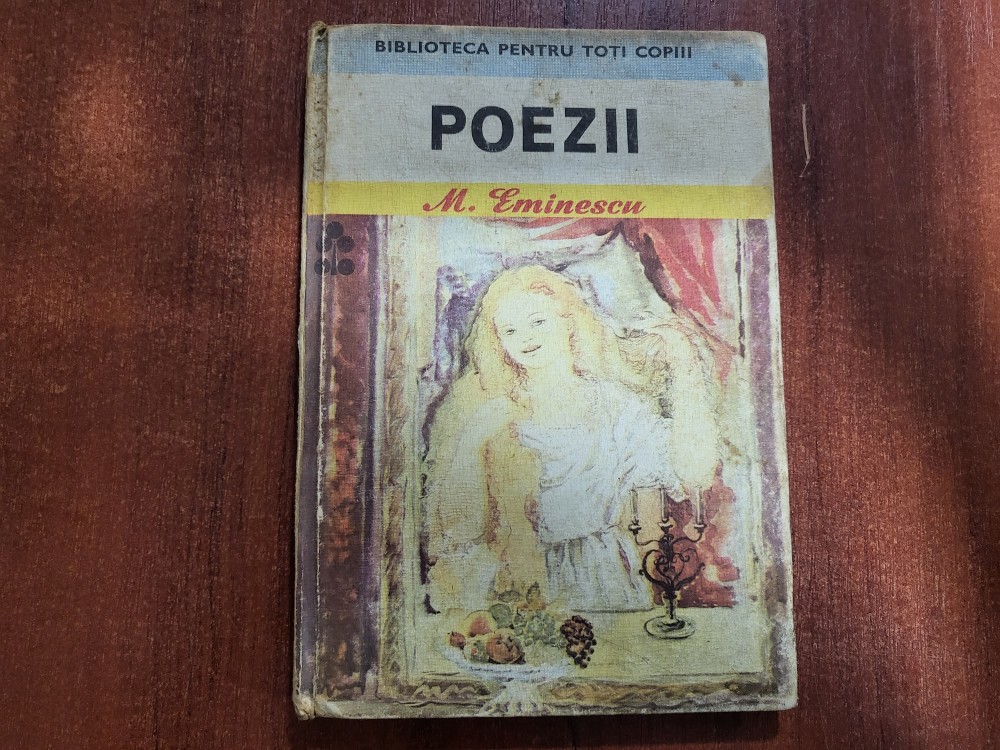 BIBLIOTECA PENTRU TOȚI COPIII
POEZII
M. Eminescu